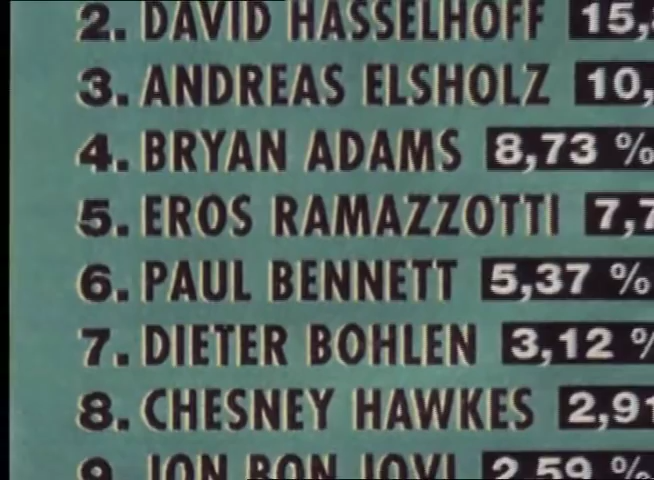 2. DAVID HASSELHOFF 15,
3. ANDREAS ELSHOLZ 10,
4. BRYAN ADAMS 8,73 %
5. EROS RAMAZZOTTI 7,7
6. PAUL BENNETT 5,37 %
7. DIETER BOHLEN 3,12 %
8. CHESNEY HAWKES 2,91
9. JON BON JOVI 2,59 %